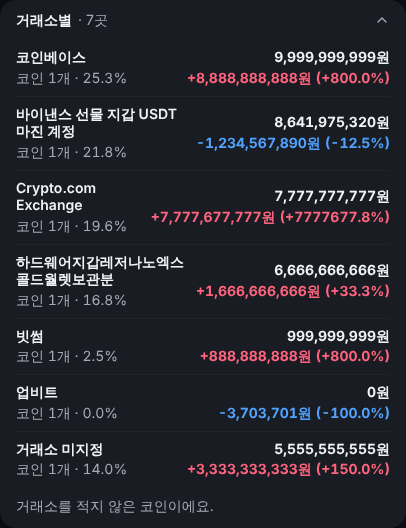 거래소별 · 7곳
코인베이스 9,999,999,999원
코인 1개 · 25.3% +8,888,888,888원 (+800.0%)
바이낸스 선물 지갑 USDT
마진 계정 8,641,975,320원
코인 1개 · 21.8% -1,234,567,890원 (-12.5%)
Crypto.com
Exchange 7,777,777,777원
코인 1개 · 19.6% +7,777,677,777원 (+7777677.8%)
하드웨어지갑레저나노엑스
콜드월렛보관분 6,666,666,666원
코인 1개 · 16.8% +1,666,666,666원 (+33.3%)
빗썸 999,999,999원
코인 1개 · 2.5% +888,888,888원 (+800.0%)
업비트 0원
코인 1개 · 0.0% -3,703,701원 (-100.0%)
거래소 미지정 5,555,555,555원
코인 1개 · 14.0% +3,333,333,333원 (+150.0%)
거래소를 적지 않은 코인이에요.